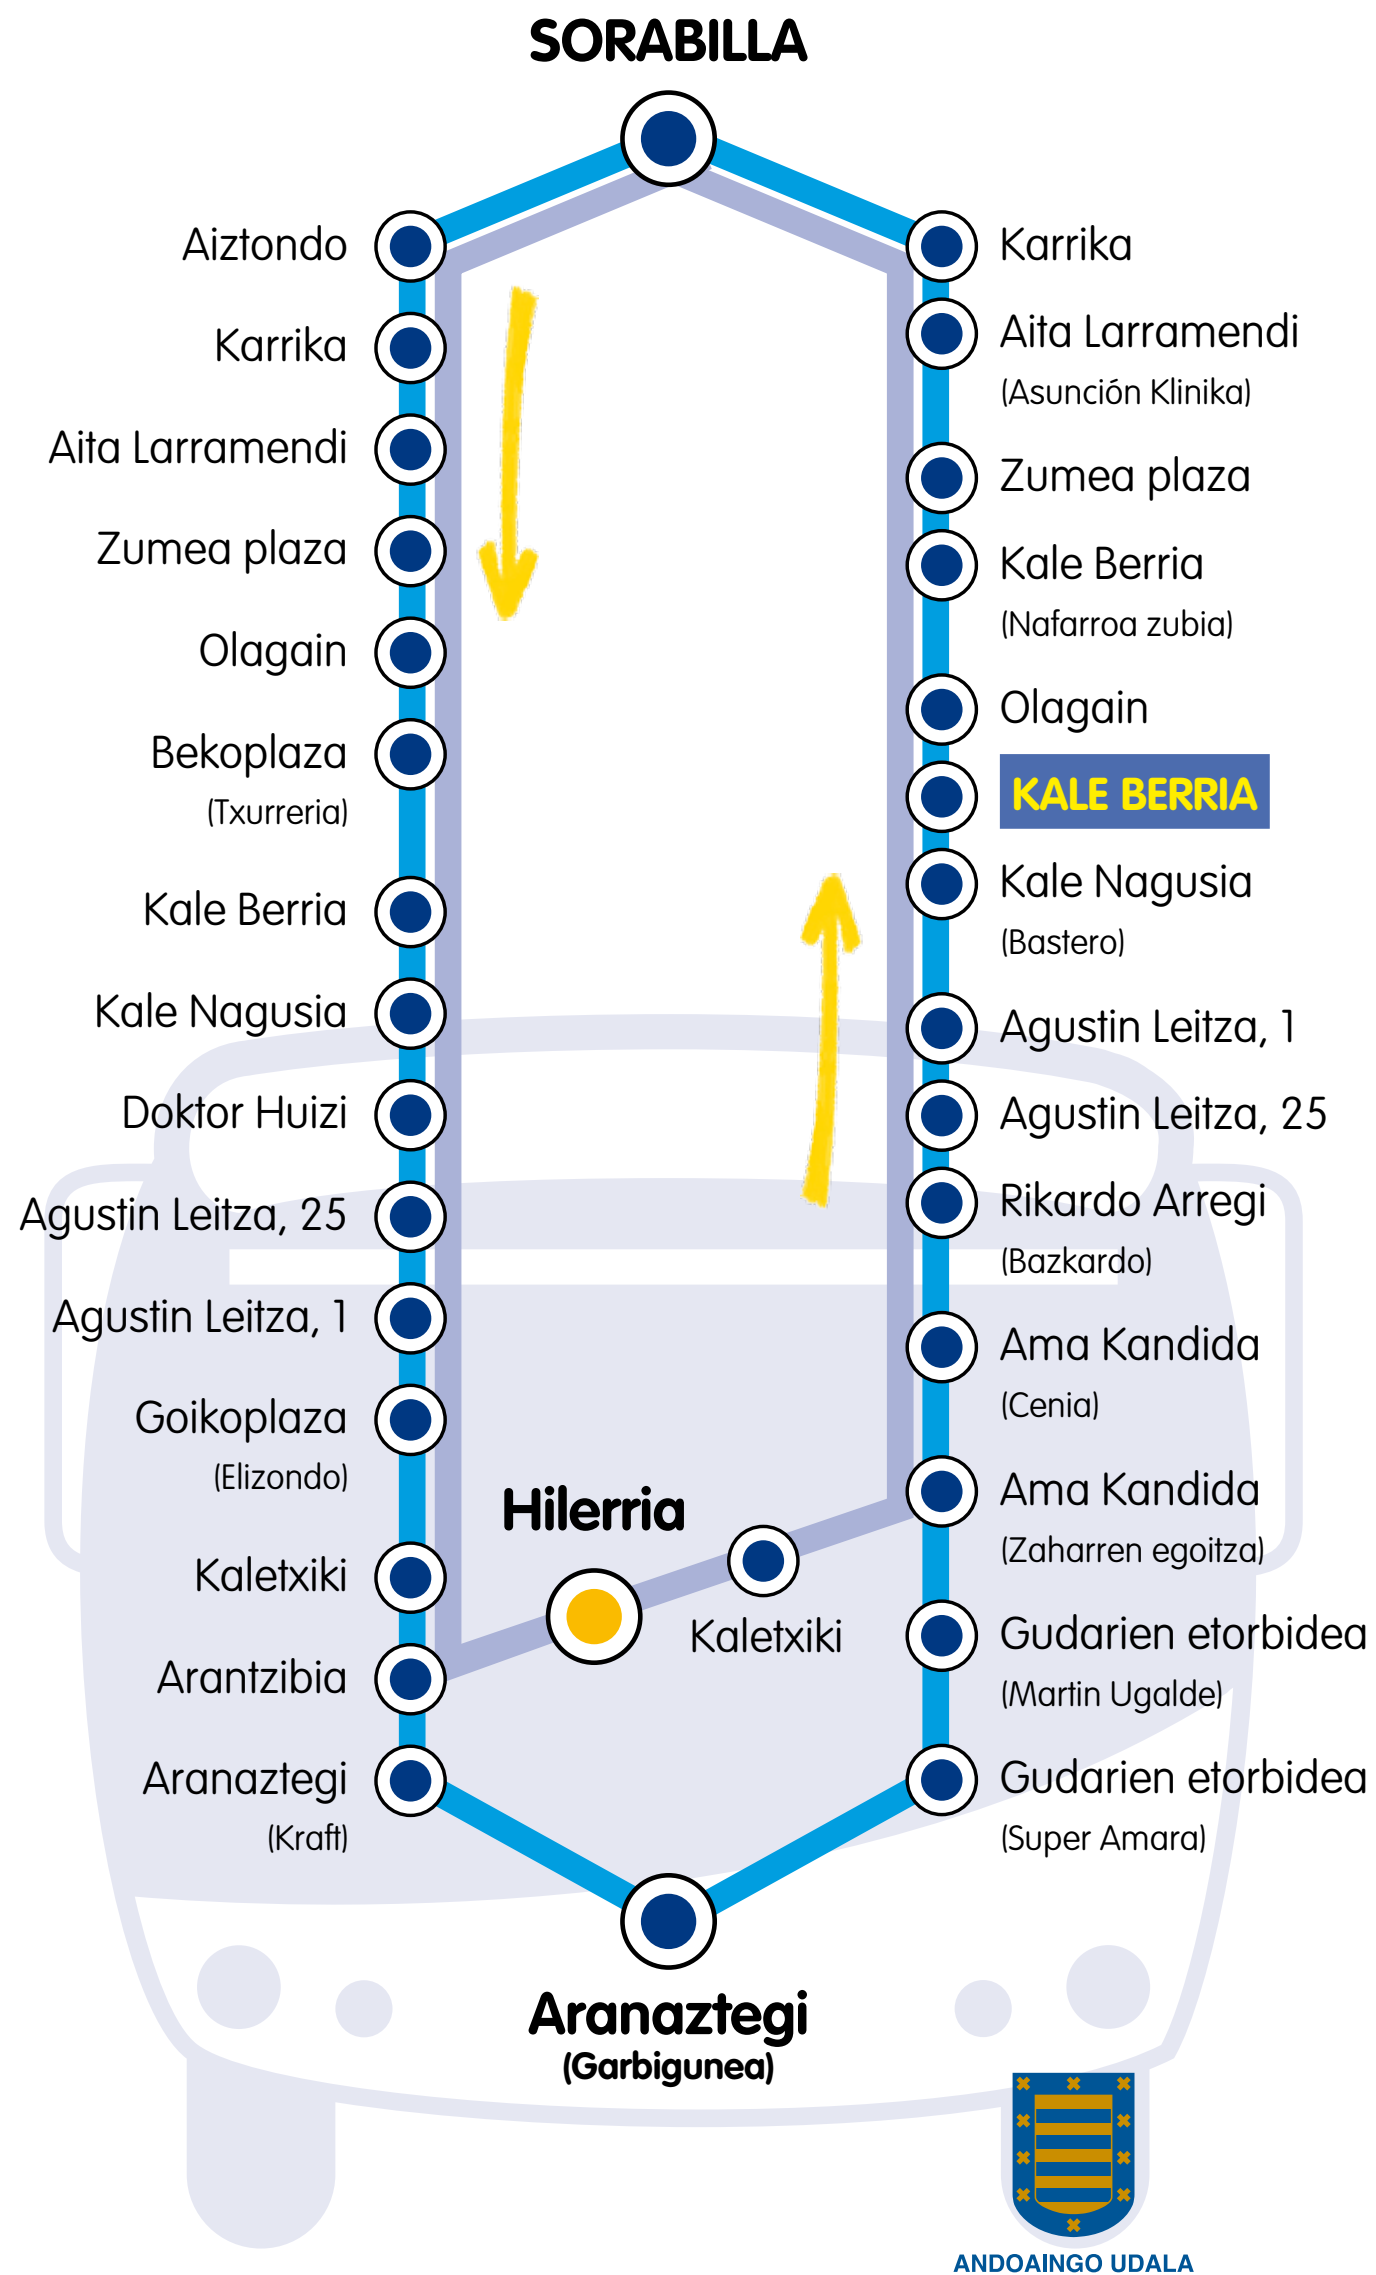 SORABILLA
Aiztondo
Karrika
Aita Larramendi
Zumea plaza
Olagain
Bekoplaza
(Txurreria)
Kale Berria
Kale Nagusia
Doktor Huizi
Agustin Leitza, 25
Agustin Leitza, 1
Goikoplaza
(Elizondo)
Kaletxiki
Arantzibia
Aranaztegi
(Kraft)
Karrika
Aita Larramendi
(Asunción Klinika)
Zumea plaza
Kale Berria
(Nafarroa zubia)
Olagain
KALE BERRIA
Kale Nagusia
(Bastero)
Agustin Leitza, 1
Agustin Leitza, 25
Rikardo Arregi
(Bazkardo)
Ama Kandida
(Cenia)
Ama Kandida
(Zaharren egoitza)
Gudarien etorbidea
(Martin Ugalde)
Gudarien etorbidea
(Super Amara)
Hilerria
Kaletxiki
Aranaztegi
(Garbigunea)
ANDOAINGO UDALA